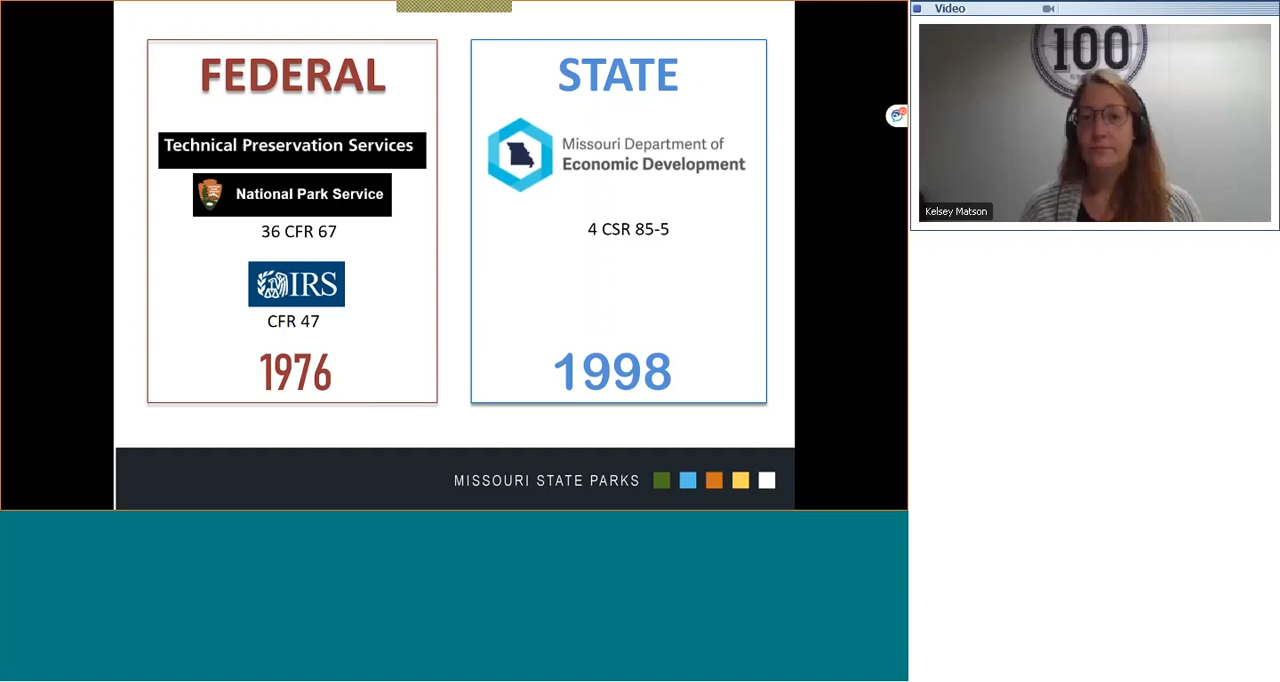 FEDERAL
Technical Preservation Services
National Park Service
36 CFR 67
IRS
CFR 47
1976
STATE
Missouri Department of
Economic Development
4 CSR 85-5
1998
MISSOURI STATE PARKS
Video
100
Kelsey Matson